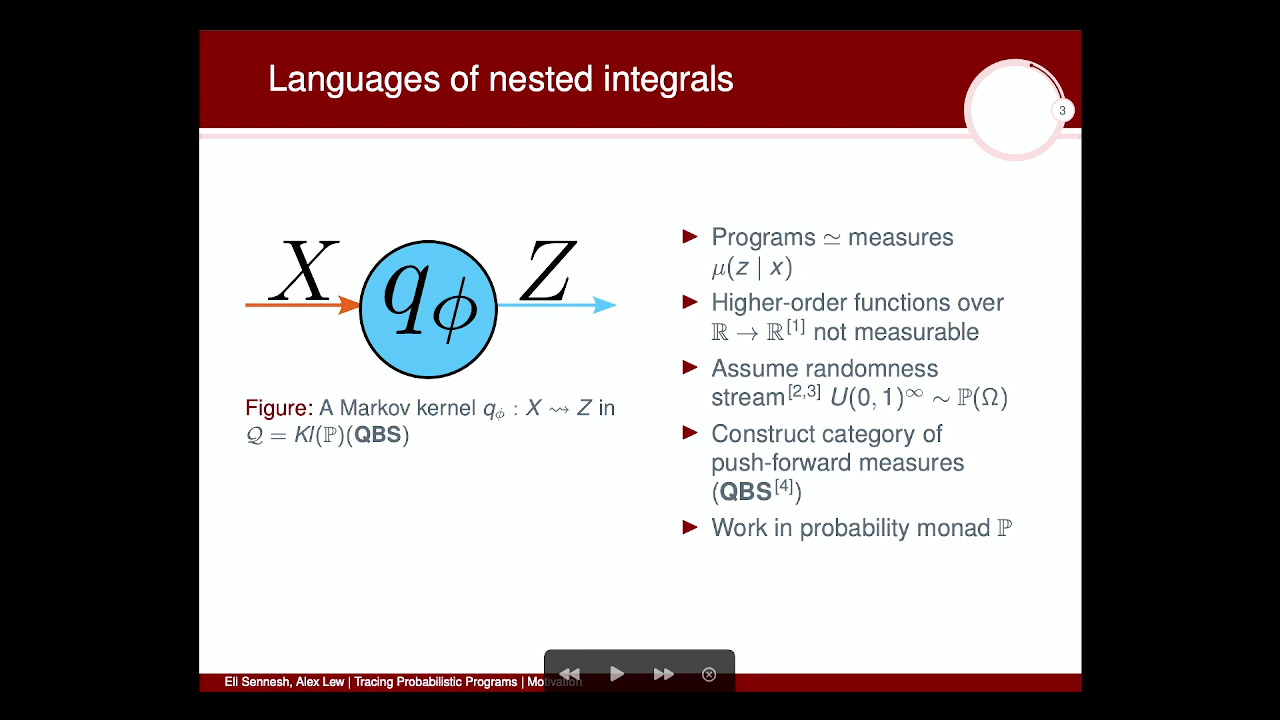 Languages of nested integrals
3
X
q_ϕ
Z
Figure: A Markov kernel q_ϕ : X ⇝ Z in
𝒬 = Kl(ℙ)(QBS)
▶ Programs ≃ measures
μ(z | x)
▶ Higher-order functions over
ℝ → ℝ[1] not measurable
▶ Assume randomness
stream[2,3] U(0, 1)^∞ ∼ ℙ(Ω)
▶ Construct category of
push-forward measures
(QBS[4])
▶ Work in probability monad ℙ
Eli Sennesh, Alex Lew | Tracing Probabilistic Programs | Motivation